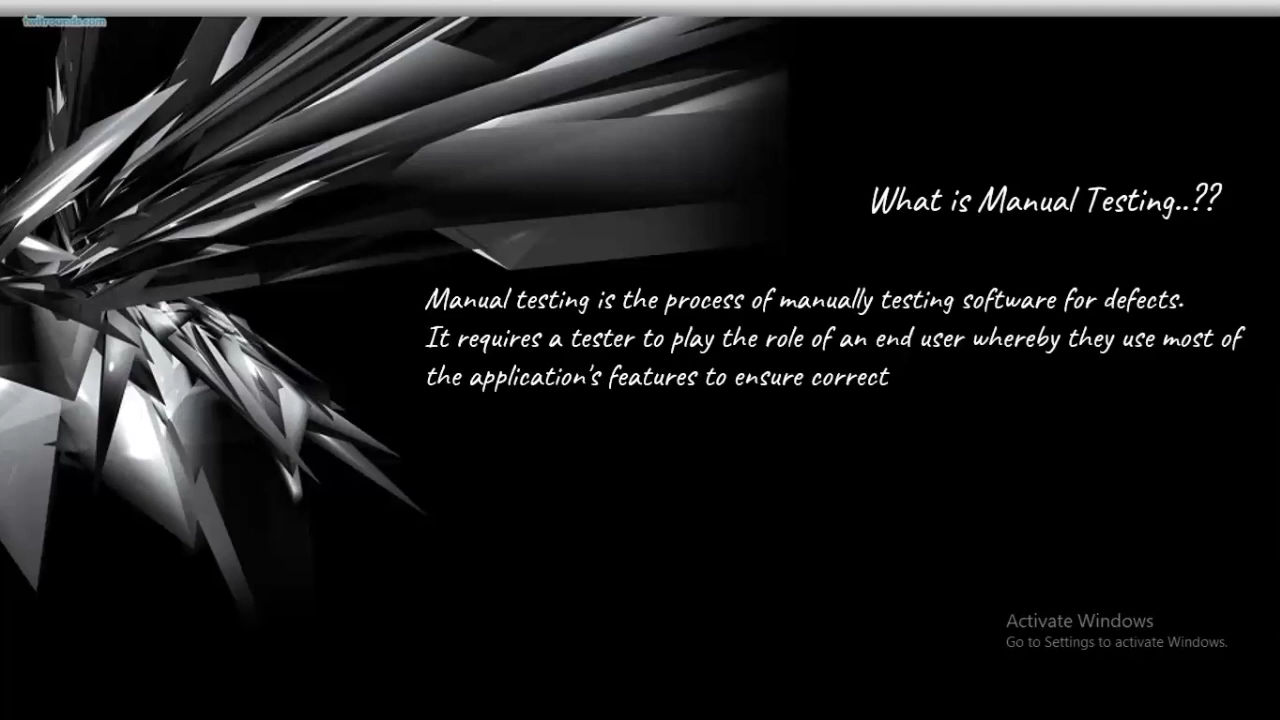 What is Manual Testing..??
Manual testing is the process of manually testing software for defects.
It requires a tester to play the role of an end user whereby they use most of
the application's features to ensure correct
Activate Windows
Go to Settings to activate Windows.